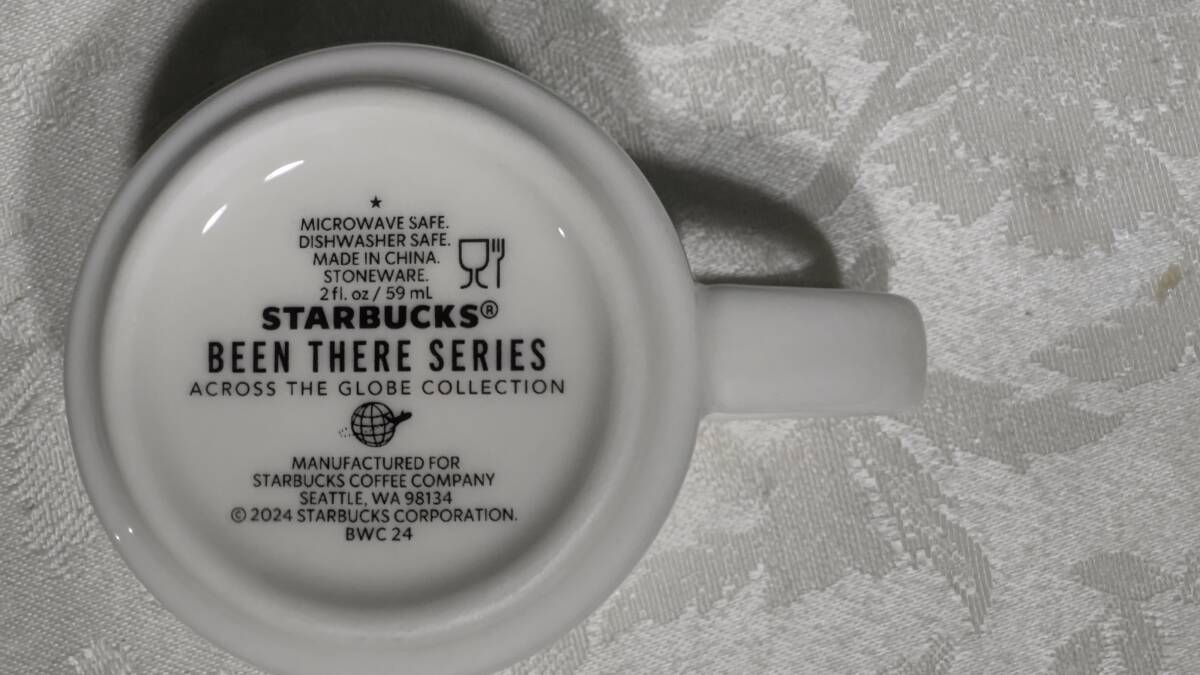 MICROWAVE SAFE.
DISHWASHER SAFE.
MADE IN CHINA.
STONEWARE.
2 fl. oz / 59 mL
STARBUCKS®
BEEN THERE SERIES
ACROSS THE GLOBE COLLECTION
MANUFACTURED FOR
STARBUCKS COFFEE COMPANY
SEATTLE, WA 98134
© 2024 STARBUCKS CORPORATION.
BWC 24